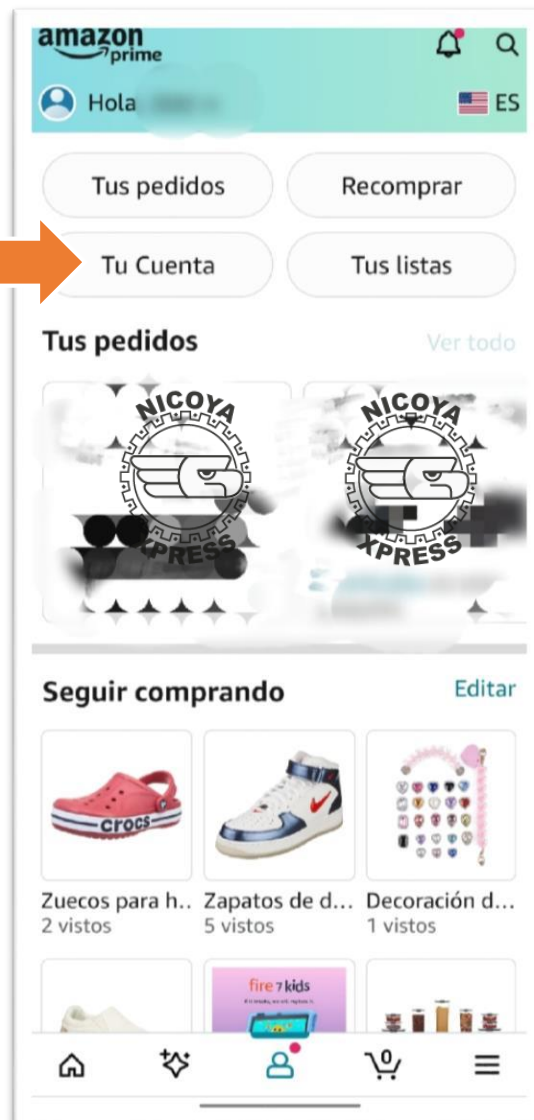 amazon
prime
Hola
ES
Tus pedidos
Recomprar
Tu Cuenta
Tus listas
Tus pedidos
Ver todo
NICOYA
XPRESS
NICOYA
XPRESS
Seguir comprando
Editar
crocs
Zuecos para h..
Zapatos de d...
Decoración d...
2 vistos
5 vistos
1 vistos
fire 7 kids
0